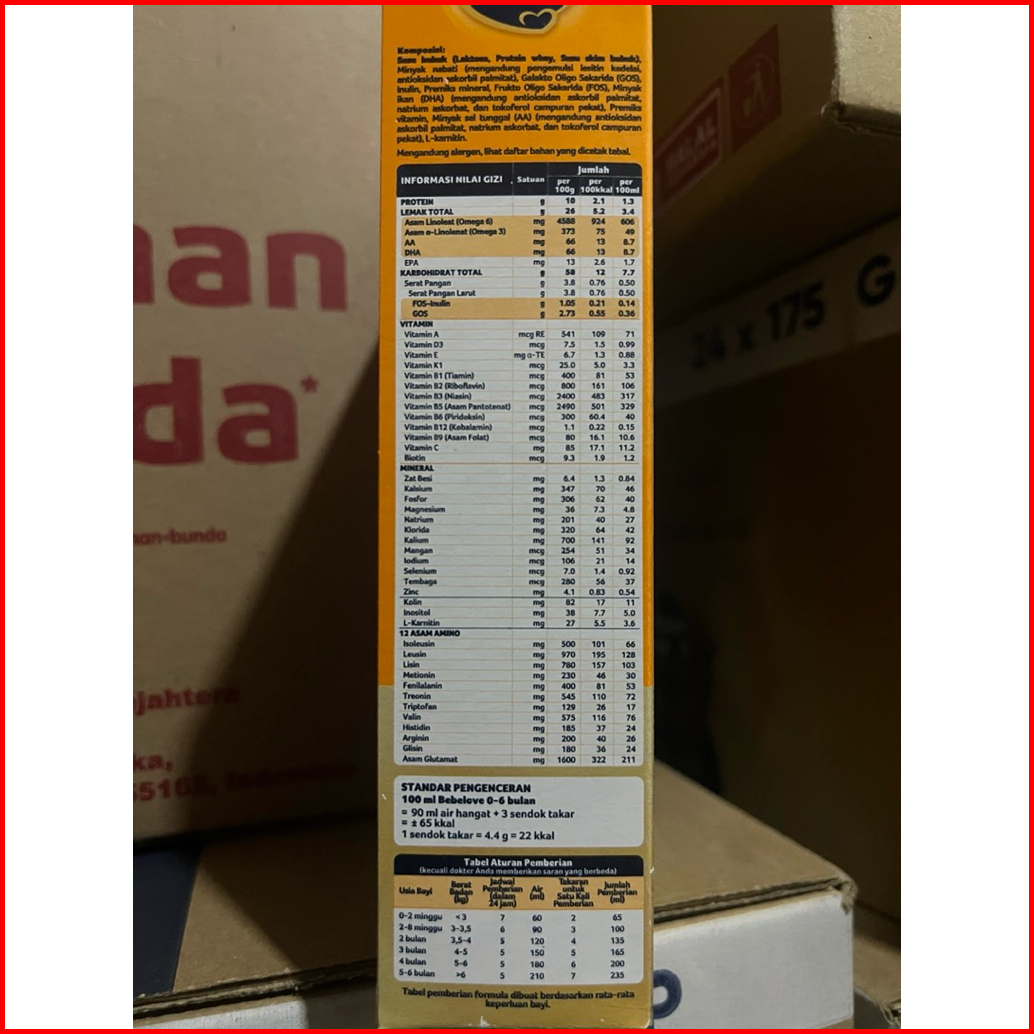 Komposisi:
Susu bubuk (Laktosa, Protein whey, Susu skim bubuk),
Minyak nabati (mengandung pengemulsi lesitin kedelai,
antioksidan askorbil palmitat), Galakto Oligo Sakarida (GOS),
Inulin, Premiks mineral, Frukto Oligo Sakarida (FOS), Minyak
ikan (DHA) (mengandung antioksidan askorbil palmitat,
natrium askorbat, dan tokoferol campuran pekat), Premiks
vitamin, Minyak sel tunggal (AA) (mengandung antioksidan
askorbil palmitat, natrium askorbat, dan tokoferol campuran
pekat), L-karnitin.
Mengandung alergen, lihat daftar bahan yang dicetak tebal.
INFORMASI NILAI GIZI Satuan Jumlah
per 100g per 100kkal per 100ml
PROTEIN g 10 2.1 1.3
LEMAK TOTAL g 26 5.2 3.4
Asam Linoleat (Omega 6) mg 4588 924 606
Asam α-Linolenat (Omega 3) mg 373 75 49
AA mg 66 13 8.7
DHA mg 66 13 8.7
EPA mg 13 2.6 1.7
KARBOHIDRAT TOTAL g 58 12 7.7
Serat Pangan g 3.8 0.76 0.50
Serat Pangan Larut g 3.8 0.76 0.50
FOS-Inulin g 1.05 0.21 0.14
GOS g 2.73 0.55 0.36
VITAMIN
Vitamin A mcg RE 541 109 71
Vitamin D3 mcg 7.5 1.5 0.99
Vitamin E mg α-TE 6.7 1.3 0.88
Vitamin K1 mcg 25.0 5.0 3.3
Vitamin B1 (Tiamin) mcg 400 81 53
Vitamin B2 (Riboflavin) mcg 800 161 106
Vitamin B3 (Niasin) mcg 2400 483 317
Vitamin B5 (Asam Pantotenat) mcg 2490 501 329
Vitamin B6 (Piridoksin) mcg 300 60.4 40
Vitamin B12 (Kobalamin) mcg 1.1 0.22 0.15
Vitamin B9 (Asam Folat) mcg 80 16.1 10.6
Vitamin C mg 85 17.1 11.2
Biotin mcg 9.3 1.9 1.2
MINERAL
Zat Besi mg 6.4 1.3 0.84
Kalsium mg 347 70 46
Fosfor mg 306 62 40
Magnesium mg 36 7.3 4.8
Natrium mg 201 40 27
Klorida mg 320 64 42
Kalium mg 700 141 92
Mangan mcg 254 51 34
Iodium mcg 106 21 14
Selenium mcg 7.0 1.4 0.92
Tembaga mcg 280 56 37
Zinc mg 4.1 0.83 0.54
Kolin mg 82 17 11
Inositol mg 38 7.7 5.0
L-Karnitin mg 27 5.5 3.6
12 ASAM AMINO
Isoleusin mg 500 101 66
Leusin mg 970 195 128
Lisin mg 780 157 103
Metionin mg 230 46 30
Fenilalanin mg 400 81 53
Treonin mg 545 110 72
Triptofan mg 129 26 17
Valin mg 575 116 76
Histidin mg 185 37 24
Arginin mg 200 40 26
Glisin mg 180 36 24
Asam Glutamat mg 1600 322 211
STANDAR PENGENCERAN
100 ml Bebelove 0-6 bulan
= 90 ml air hangat + 3 sendok takar
= ± 65 kkal
1 sendok takar = 4.4 g = 22 kkal
Tabel Aturan Pemberian
(kecuali dokter Anda memberikan saran yang berbeda)
Usia Bayi Berat Badan (kg) Jadwal Pemberian (dalam 24 jam) Air (ml) Takaran untuk Satu Kali Pemberian Jumlah Pemberian (ml)
0-2 minggu <3 7 60 2 65
2-8 minggu 3-3,5 6 90 3 100
2 bulan 3,5-4 5 120 4 135
3 bulan 4-5 5 150 5 165
4 bulan 5-6 5 180 6 200
5-6 bulan >6 5 210 7 235
Tabel pemberian formula dibuat berdasarkan rata-rata
keperluan bayi.
man
da*
an-bunda
jahtera
ka,
55165, Indonesia
24 x 175 G